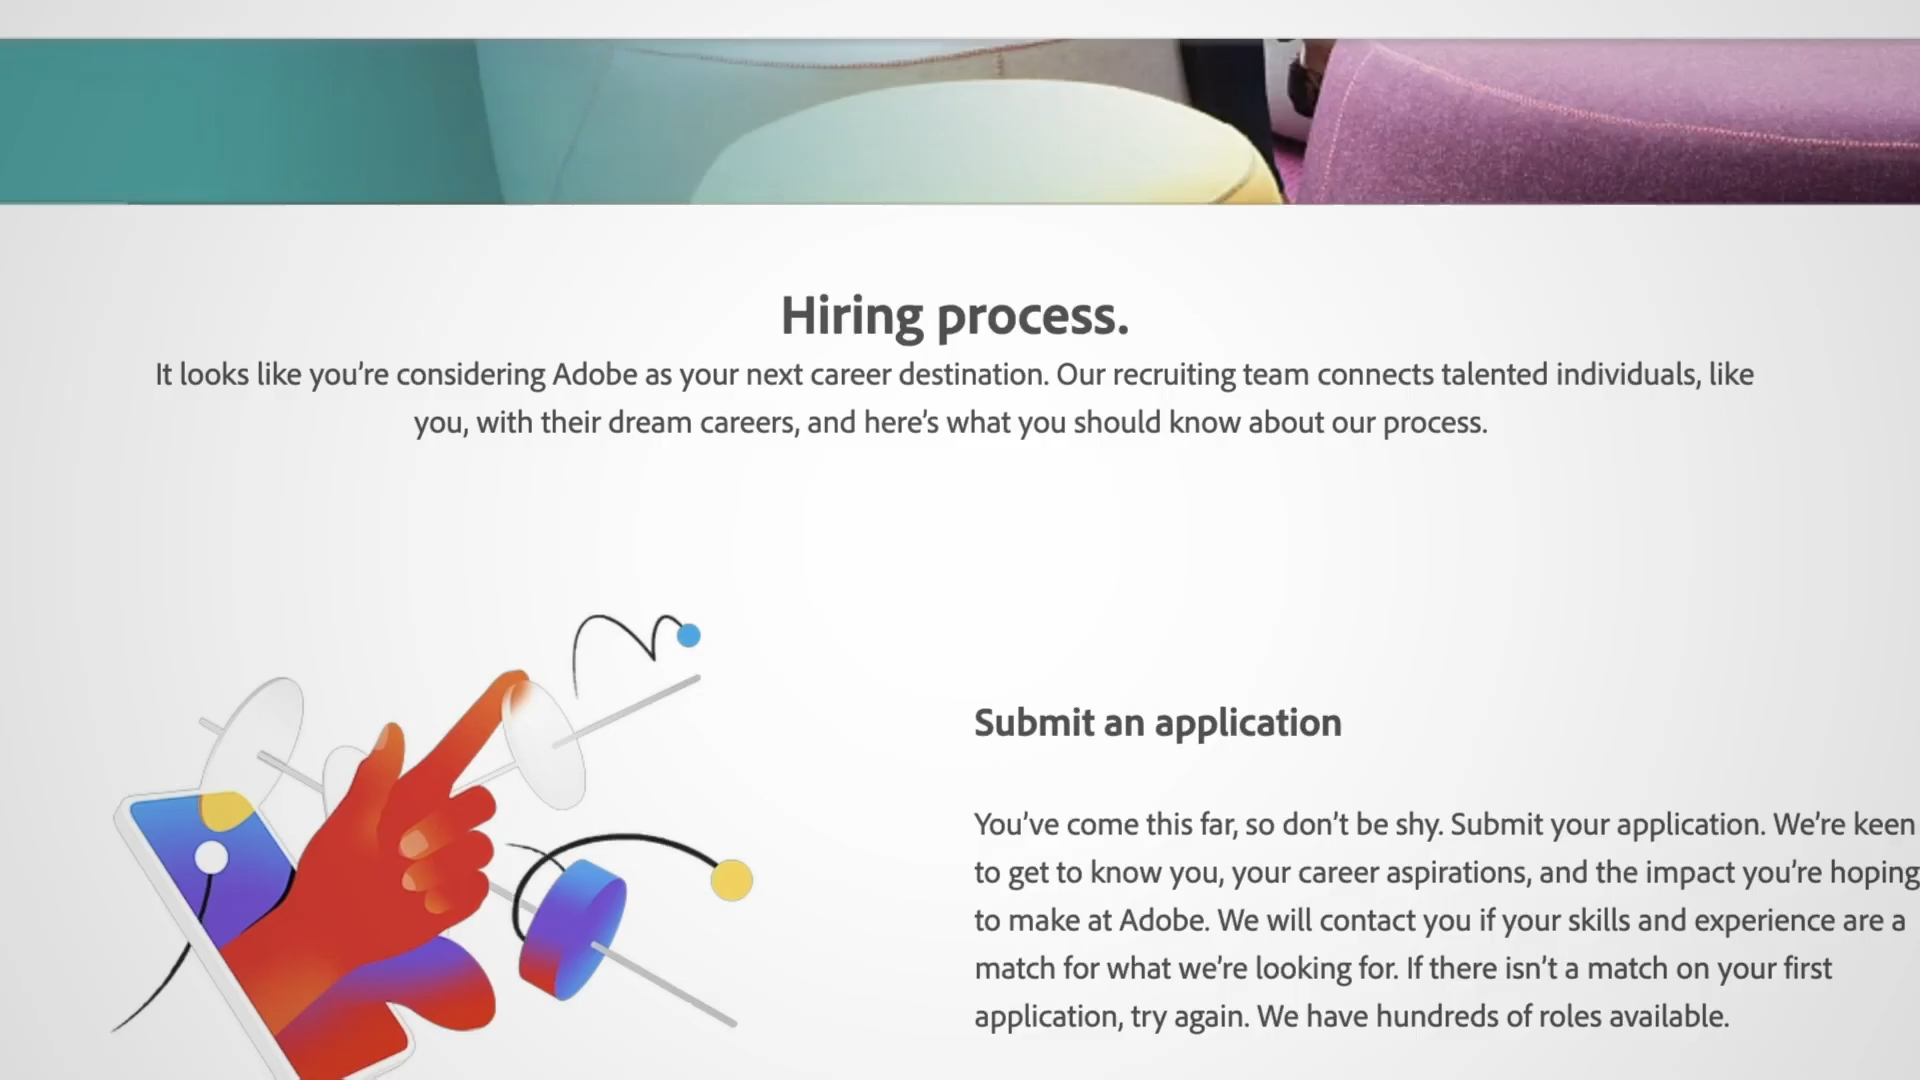 Hiring process.
It looks like you’re considering Adobe as your next career destination. Our recruiting team connects talented individuals, like
you, with their dream careers, and here’s what you should know about our process.
Submit an application
You’ve come this far, so don’t be shy. Submit your application. We’re keen
to get to know you, your career aspirations, and the impact you’re hoping
to make at Adobe. We will contact you if your skills and experience are a
match for what we’re looking for. If there isn’t a match on your first
application, try again. We have hundreds of roles available.